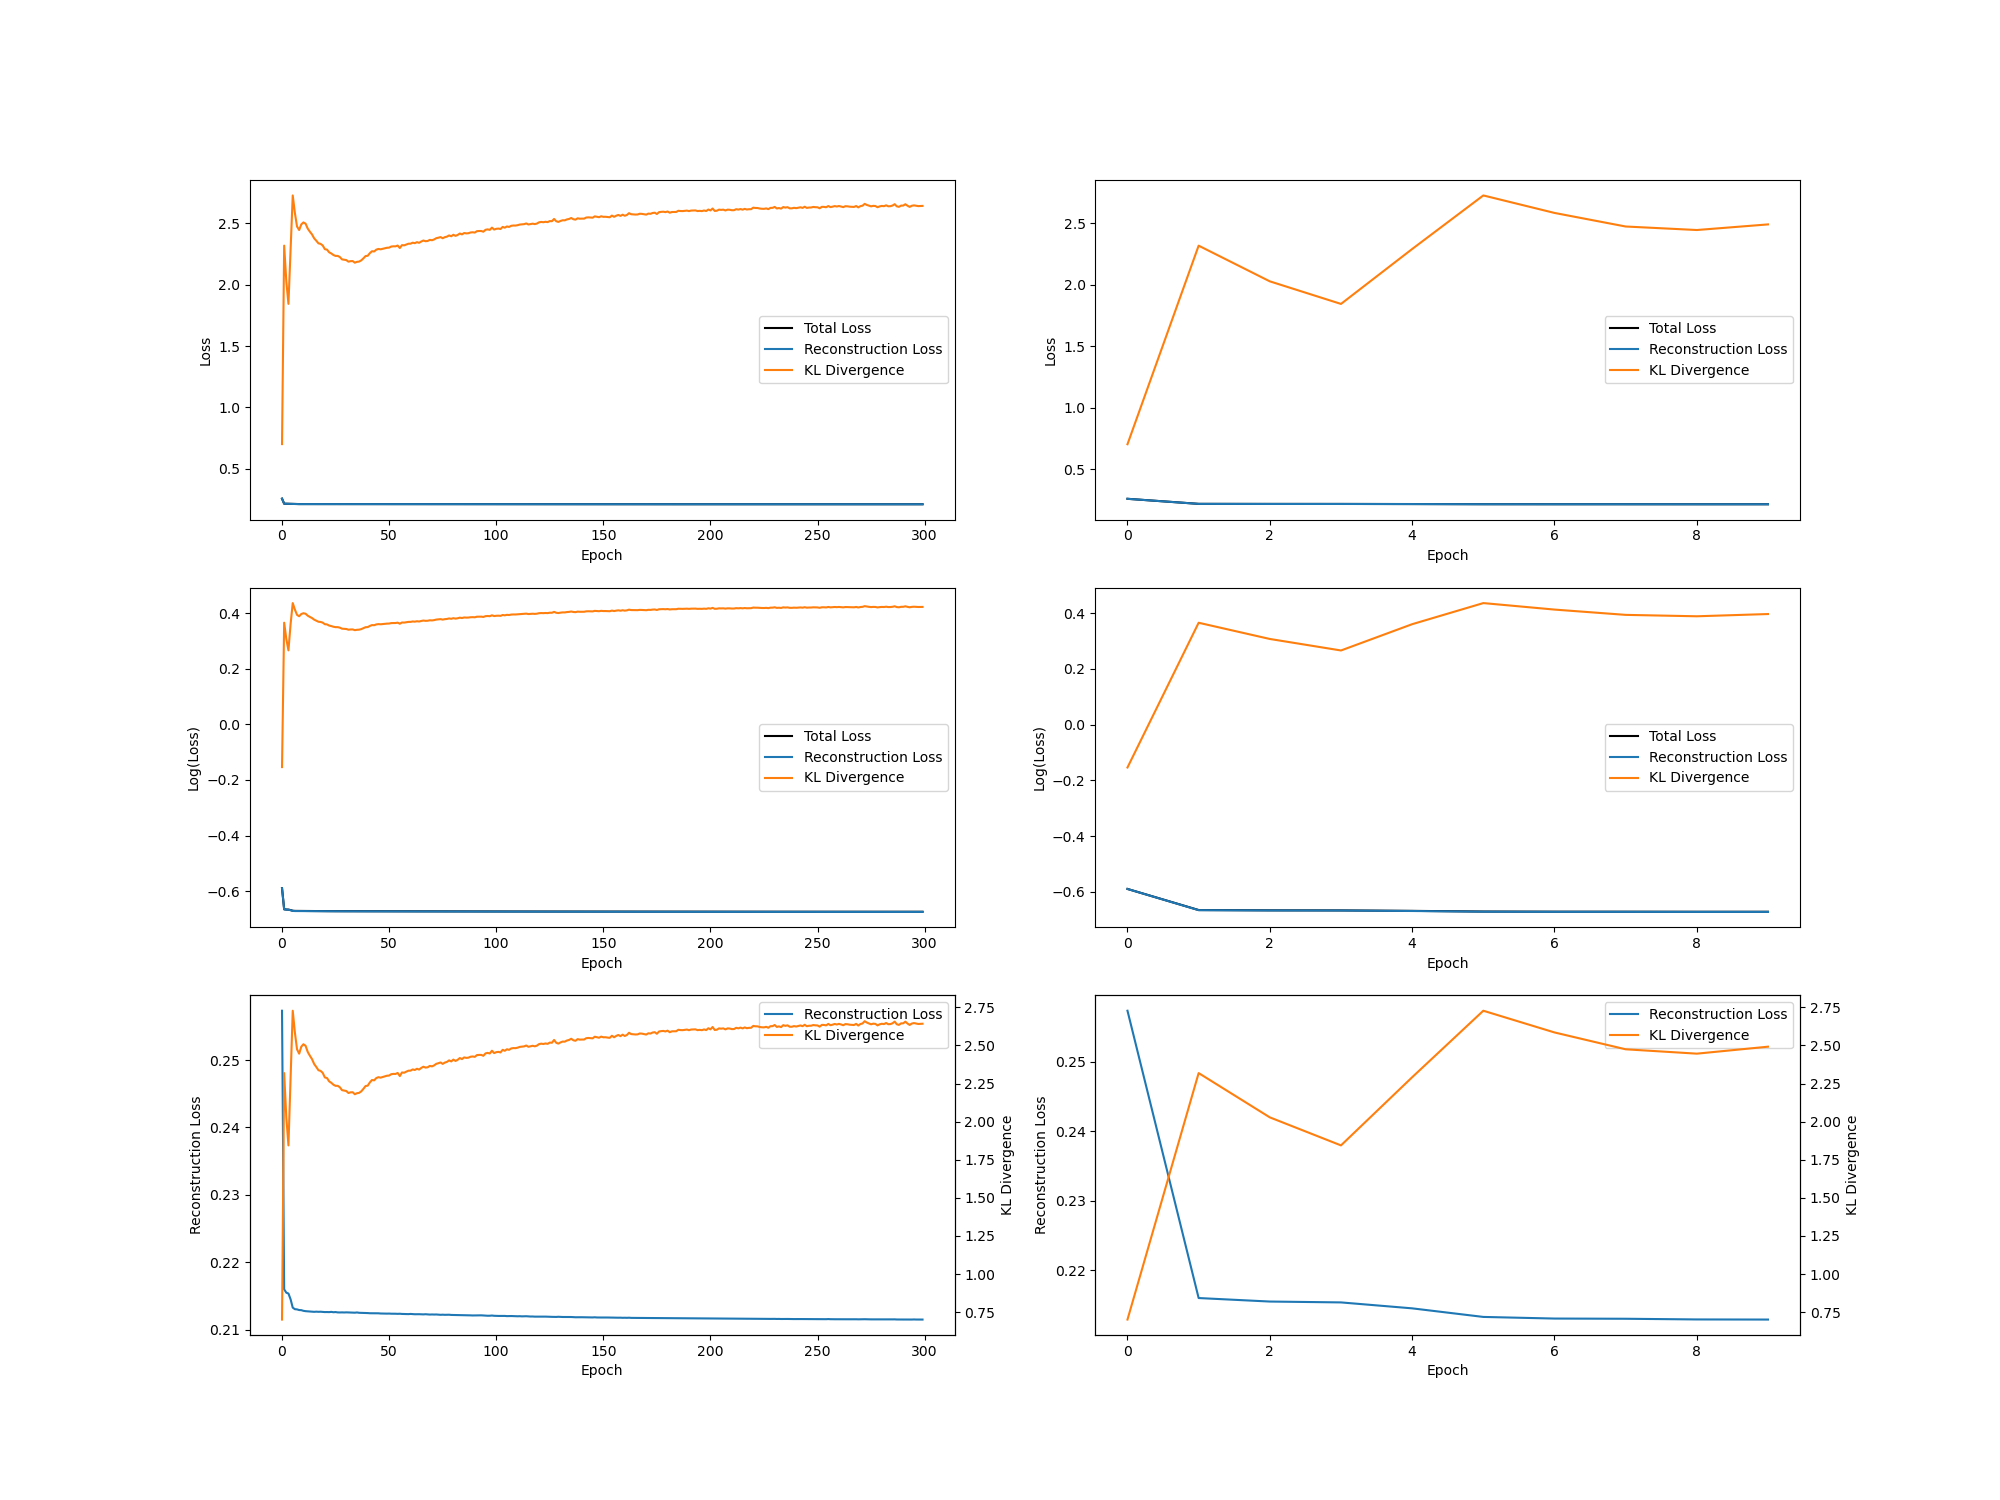 2.5
2.0
1.5
1.0
0.5
Loss
Total Loss
Reconstruction Loss
KL Divergence
0 50 100 150 200 250 300
Epoch
2.5
2.0
1.5
1.0
0.5
Loss
Total Loss
Reconstruction Loss
KL Divergence
0 2 4 6 8
Epoch
0.4
0.2
0.0
−0.2
−0.4
−0.6
Log(Loss)
Total Loss
Reconstruction Loss
KL Divergence
0 50 100 150 200 250 300
Epoch
0.4
0.2
0.0
−0.2
−0.4
−0.6
Log(Loss)
Total Loss
Reconstruction Loss
KL Divergence
0 2 4 6 8
Epoch
0.25
0.24
0.23
0.22
0.21
Reconstruction Loss
Reconstruction Loss
KL Divergence
2.75
2.50
2.25
2.00
1.75
1.50
1.25
1.00
0.75
KL Divergence
0 50 100 150 200 250 300
Epoch
0.25
0.24
0.23
0.22
Reconstruction Loss
Reconstruction Loss
KL Divergence
2.75
2.50
2.25
2.00
1.75
1.50
1.25
1.00
0.75
KL Divergence
0 2 4 6 8
Epoch